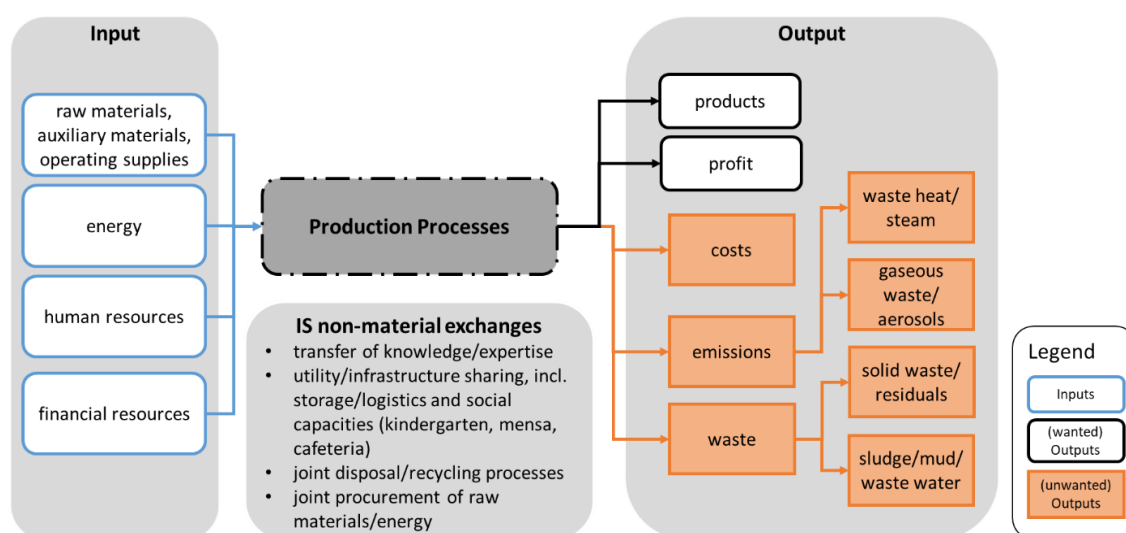 Input
raw materials,
auxiliary materials,
operating supplies
energy
human resources
financial resources
Production Processes
IS non-material exchanges
• transfer of knowledge/expertise
• utility/infrastructure sharing, incl.
storage/logistics and social
capacities (kindergarten, mensa,
cafeteria)
• joint disposal/recycling processes
• joint procurement of raw
materials/energy
Output
products
profit
costs
emissions
waste
waste heat/
steam
gaseous
waste/
aerosols
solid waste/
residuals
sludge/mud/
waste water
Legend
Inputs
(wanted)
Outputs
(unwanted)
Outputs